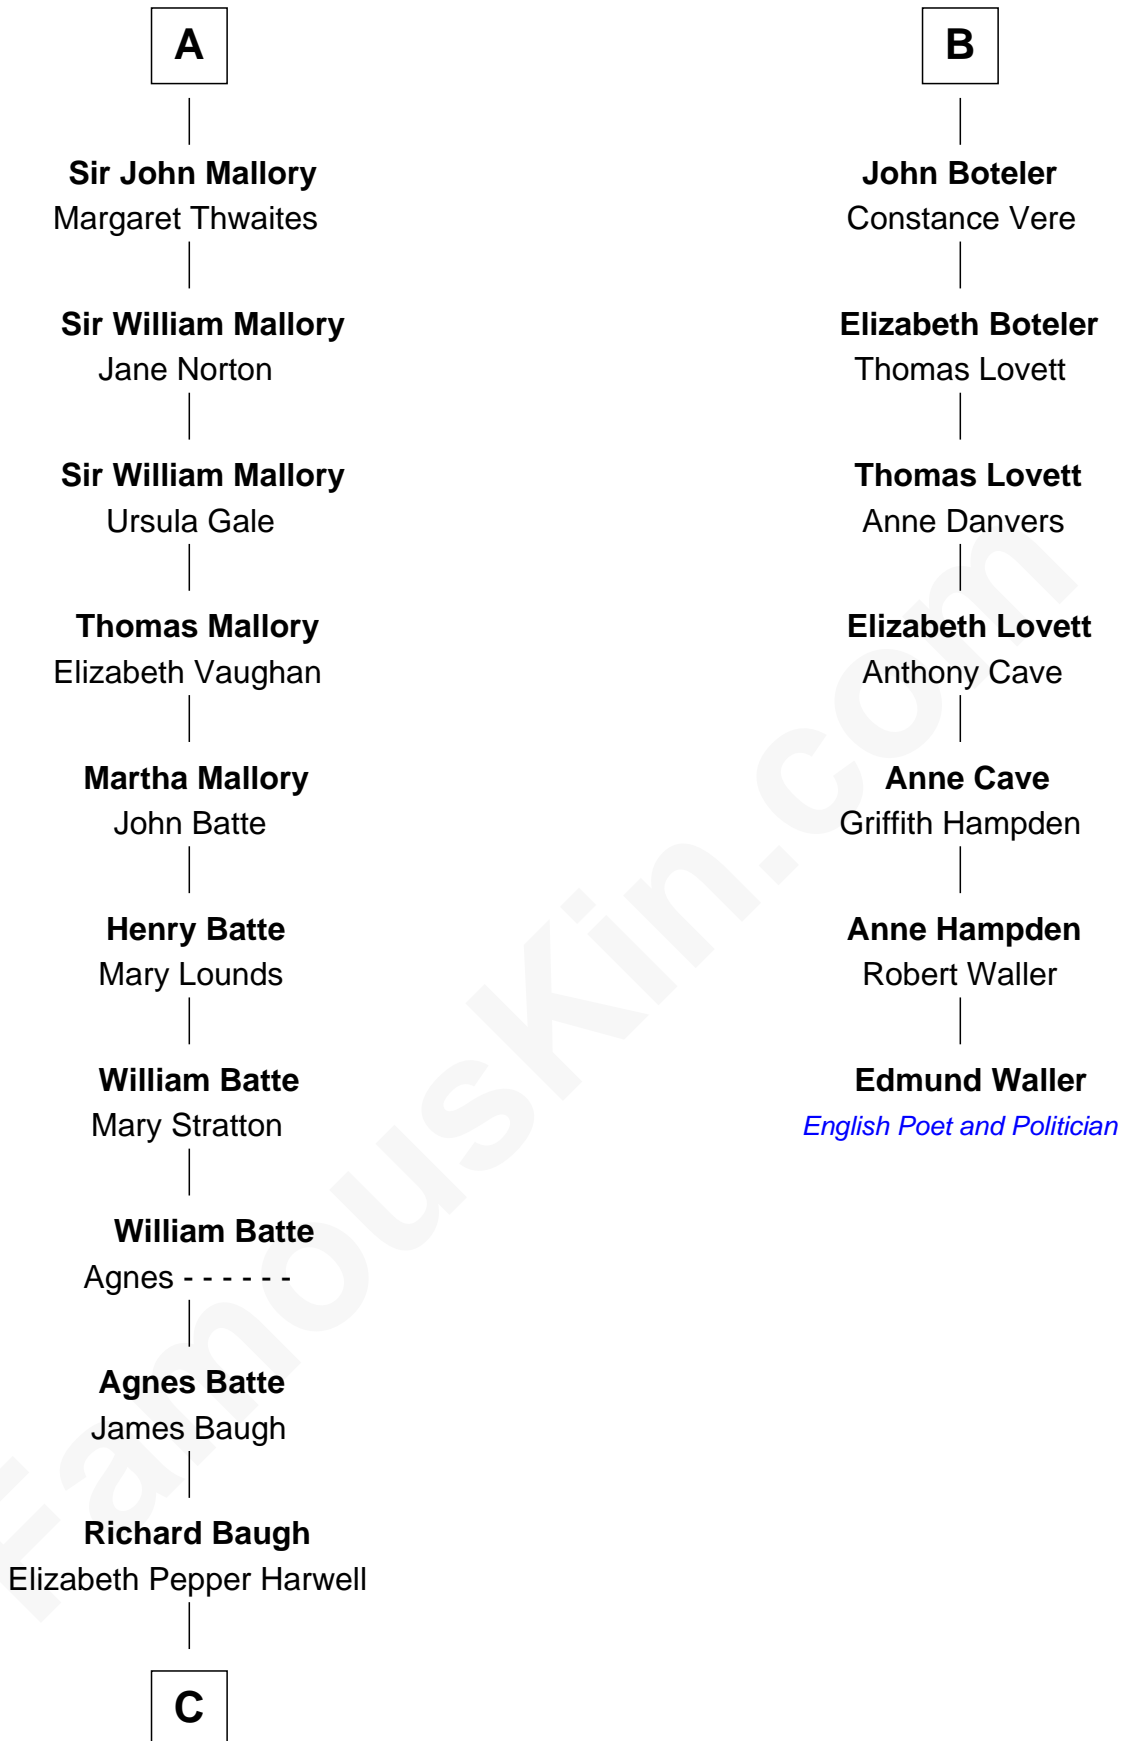 A
Sir John Mallory
Margaret Thwaites
Sir William Mallory
Jane Norton
Sir William Mallory
Ursula Gale
Thomas Mallory
Elizabeth Vaughan
Martha Mallory
John Batte
Henry Batte
Mary Lounds
William Batte
Mary Stratton
William Batte
Agnes - - - - - -
Agnes Batte
James Baugh
Richard Baugh
Elizabeth Pepper Harwell
C
B
John Boteler
Constance Vere
Elizabeth Boteler
Thomas Lovett
Thomas Lovett
Anne Danvers
Elizabeth Lovett
Anthony Cave
Anne Cave
Griffith Hampden
Anne Hampden
Robert Waller
Edmund Waller
English Poet and Politician
FamousKin.com